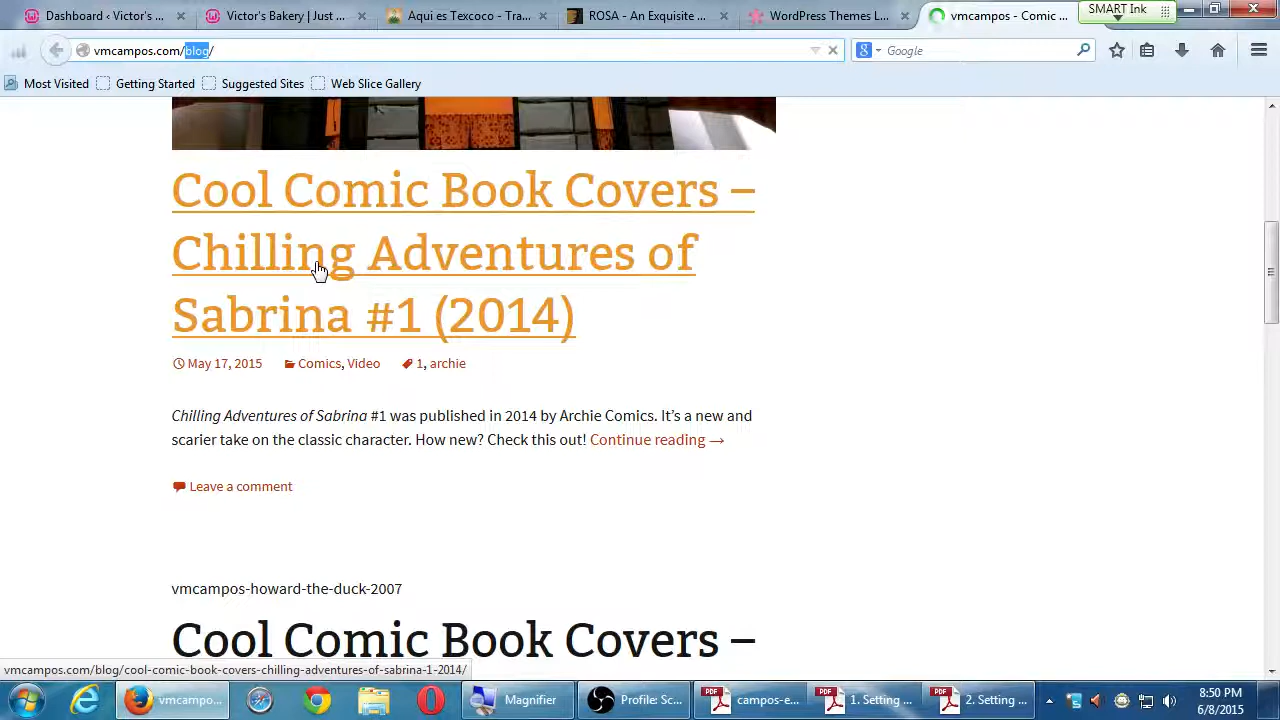 Dashboard ‹ Victor's ...
Victor's Bakery | Just ...
Aqui es Texcoco - Tra...
ROSA - An Exquisite ...
WordPress Themes L...
vmcampos - Comic ...
SMART Ink
vmcampos.com/blog/
Google
Most Visited
Getting Started
Suggested Sites
Web Slice Gallery
Cool Comic Book Covers –
Chilling Adventures of
Sabrina #1 (2014)
May 17, 2015 Comics, Video 1, archie
Chilling Adventures of Sabrina #1 was published in 2014 by Archie Comics. It's a new and
scarier take on the classic character. How new? Check this out! Continue reading →
Leave a comment
vmcampos-howard-the-duck-2007
Cool Comic Book Covers –
vmcampos.com/blog/cool-comic-book-covers-chilling-adventures-of-sabrina-1-2014/
vmcampo...
Magnifier
Profile: Sc...
campos-e...
1. Setting ...
2. Setting ...
8:50 PM
6/8/2015